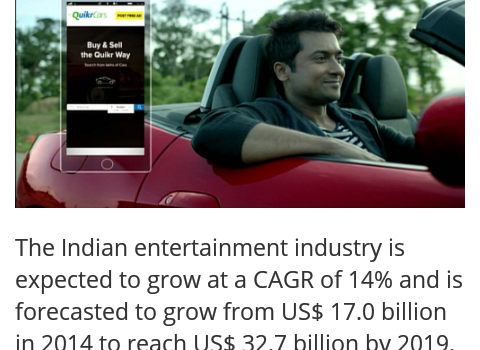 QuikrCars POST FREE AD
Buy & Sell
the Quikr Way
The Indian entertainment industry is
expected to grow at a CAGR of 14% and is
forecasted to grow from US$ 17.0 billion
in 2014 to reach US$ 32.7 billion by 2019.